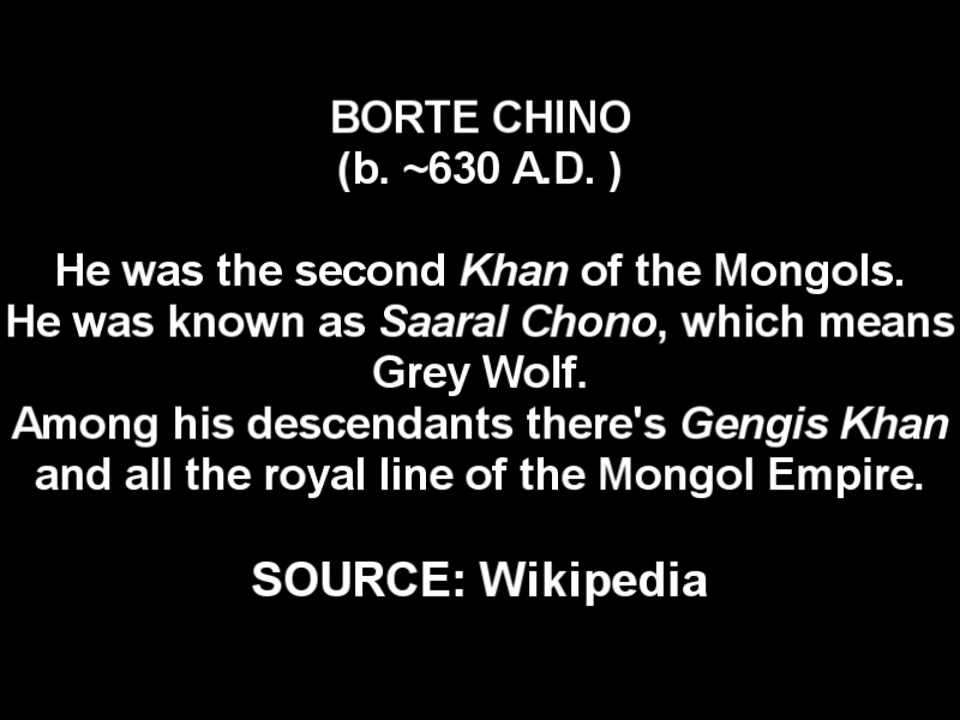 BORTE CHINO
(b. ~630 A.D. )
He was the second Khan of the Mongols.
He was known as Saaral Chono, which means
Grey Wolf.
Among his descendants there's Gengis Khan
and all the royal line of the Mongol Empire.
SOURCE: Wikipedia